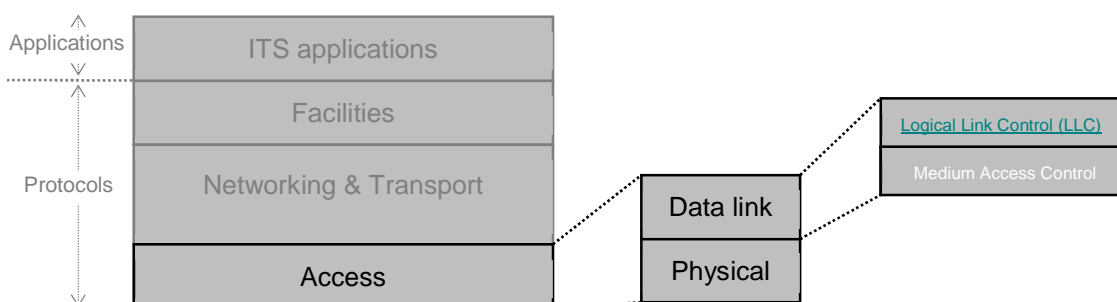 Applications
ITS applications
Facilities
Logical Link Control (LLC)
Protocols
Networking & Transport
Medium Access Control
Data link
Access
Physical